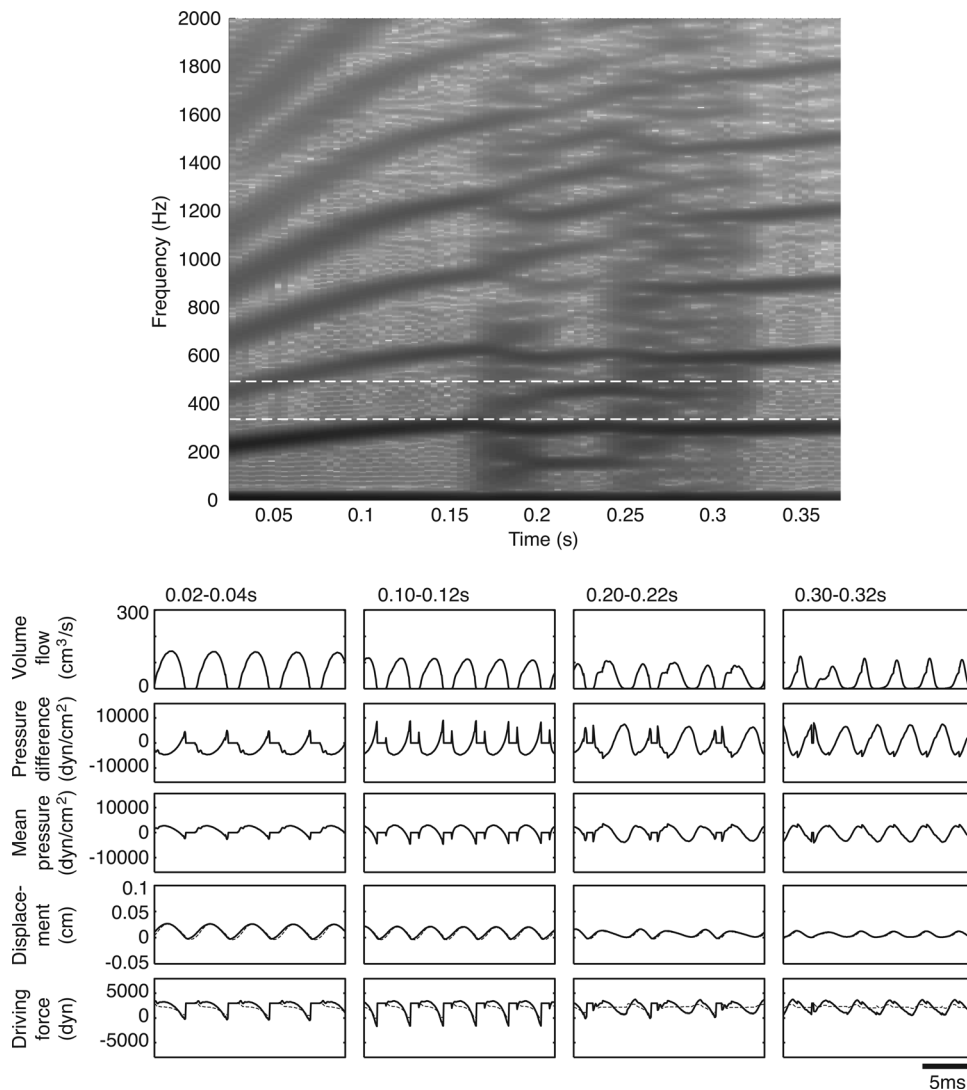 2000
1800
1600
1400
1200
1000
800
600
400
200
0
Frequency (Hz)
0.05 0.1 0.15 0.2 0.25 0.3 0.35
Time (s)
0.02-0.04s 0.10-0.12s 0.20-0.22s 0.30-0.32s
Volume
flow
(cm³/s)
300
0
Pressure
difference
(dyn/cm²)
10000
0
-10000
Mean
pressure
(dyn/cm²)
10000
0
-10000
Displace-
ment
(cm)
0.1
0.05
0
-0.05
Driving
force
(dyn)
5000
0
-5000
5ms